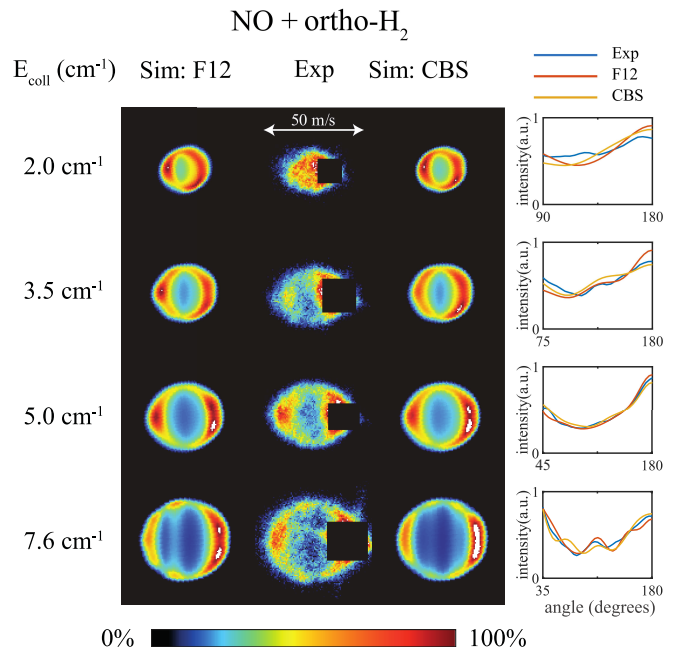 NO + ortho-H2
Ecoll (cm-1) Sim: F12 Exp Sim: CBS
Exp
F12
CBS
50 m/s
2.0 cm-1
intensity(a.u.)
1
0
90 180
3.5 cm-1
intensity(a.u.)
1
0
75 180
5.0 cm-1
intensity(a.u.)
1
0
45 180
7.6 cm-1
intensity(a.u.)
1
0
35 180
angle (degrees)
0% 100%